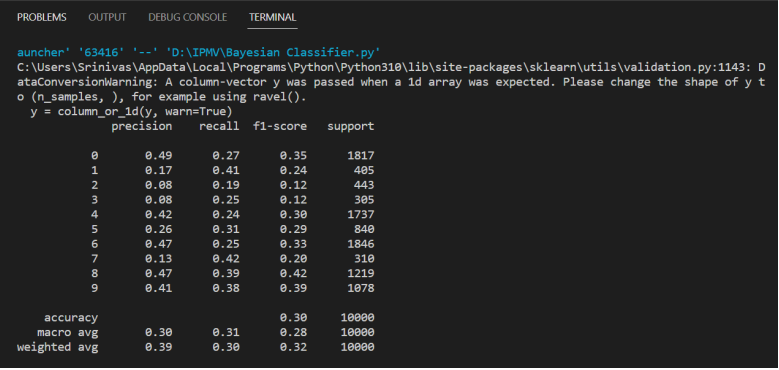 PROBLEMS OUTPUT DEBUG CONSOLE TERMINAL
auncher' '63416' '--' 'D:\IPMV\Bayesian Classifier.py'
C:\Users\Srinivas\AppData\Local\Programs\Python\Python310\lib\site-packages\sklearn\utils\validation.py:1143: D
ataConversionWarning: A column-vector y was passed when a 1d array was expected. Please change the shape of y t
o (n_samples, ), for example using ravel().
  y = column_or_1d(y, warn=True)
              precision    recall  f1-score   support
           0       0.49      0.27      0.35      1817
           1       0.17      0.41      0.24       405
           2       0.08      0.19      0.12       443
           3       0.08      0.25      0.12       305
           4       0.42      0.24      0.30      1737
           5       0.26      0.31      0.29       840
           6       0.47      0.25      0.33      1846
           7       0.13      0.42      0.20       310
           8       0.47      0.39      0.42      1219
           9       0.41      0.38      0.39      1078
    accuracy                           0.30     10000
   macro avg       0.30      0.31      0.28     10000
weighted avg       0.39      0.30      0.32     10000